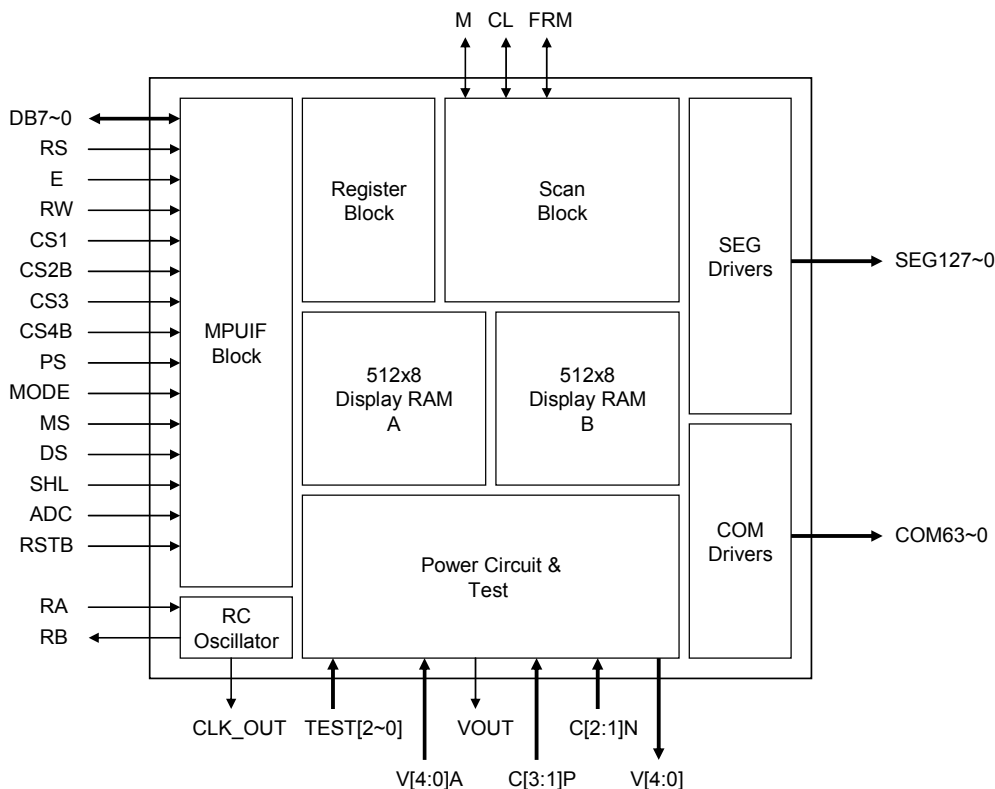 M CL FRM
DB7~0
RS
E
RW
CS1
CS2B
CS3
CS4B
PS
MODE
MS
DS
SHL
ADC
RSTB
RA
RB
MPUIF
Block
RC
Oscillator
Register
Block
Scan
Block
512x8
Display RAM
A
512x8
Display RAM
B
Power Circuit &
Test
SEG
Drivers
COM
Drivers
SEG127~0
COM63~0
CLK_OUT TEST[2~0] VOUT C[2:1]N
V[4:0]A C[3:1]P V[4:0]